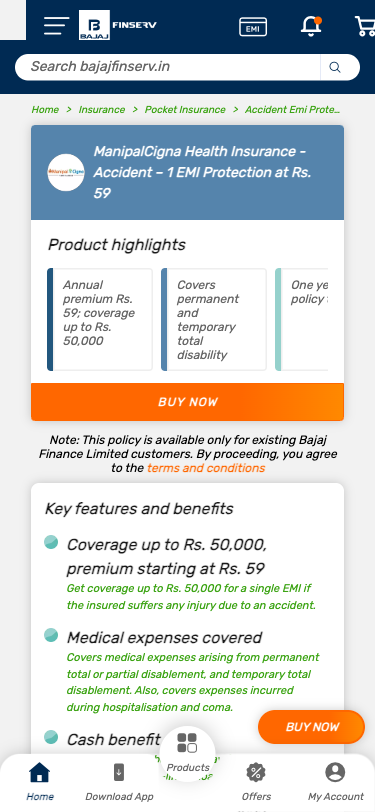 B
BAJAJ
FINSERV
EMI
Search bajajfinserv.in
Home > Insurance > Pocket Insurance > Accident Emi Prote...
ManipalCigna Health Insurance -
Accident – 1 EMI Protection at Rs.
59
Product highlights
Annual
premium Rs.
59; coverage
up to Rs.
50,000
Covers
permanent
and
temporary
total
disability
One ye
policy
BUY NOW
Note: This policy is available only for existing Bajaj
Finance Limited customers. By proceeding, you agree
to the terms and conditions
Key features and benefits
Coverage up to Rs. 50,000,
premium starting at Rs. 59
Get coverage up to Rs. 50,000 for a single EMI if
the insured suffers any injury due to an accident.
Medical expenses covered
Covers medical expenses arising from permanent
total or partial disablement, and temporary total
disablement. Also, covers expenses incurred
during hospitalisation and coma.
BUY NOW
Cash benefit
Products
Home
Download App
Offers
My Account